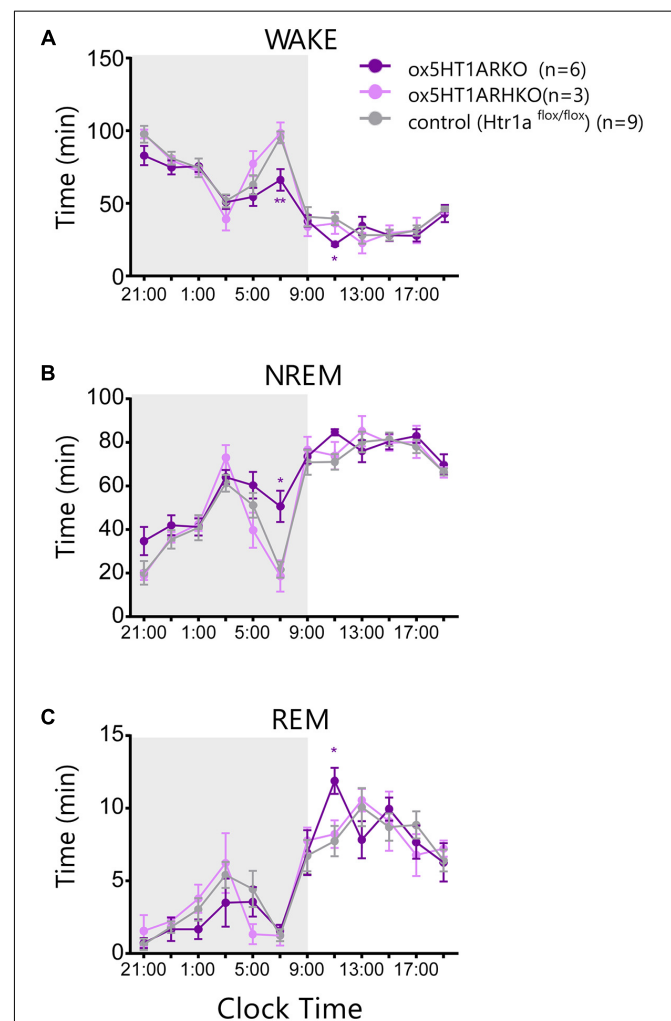 A
WAKE
ox5HT1ARKO (n=6)
ox5HT1ARHKO(n=3)
control (Htr1a flox/flox) (n=9)
Time (min)
150
100
50
0
**
*
21:00 1:00 5:00 9:00 13:00 17:00
B
NREM
Time (min)
100
80
60
40
20
0
*
21:00 1:00 5:00 9:00 13:00 17:00
C
REM
Time (min)
15
10
5
0
*
21:00 1:00 5:00 9:00 13:00 17:00
Clock Time